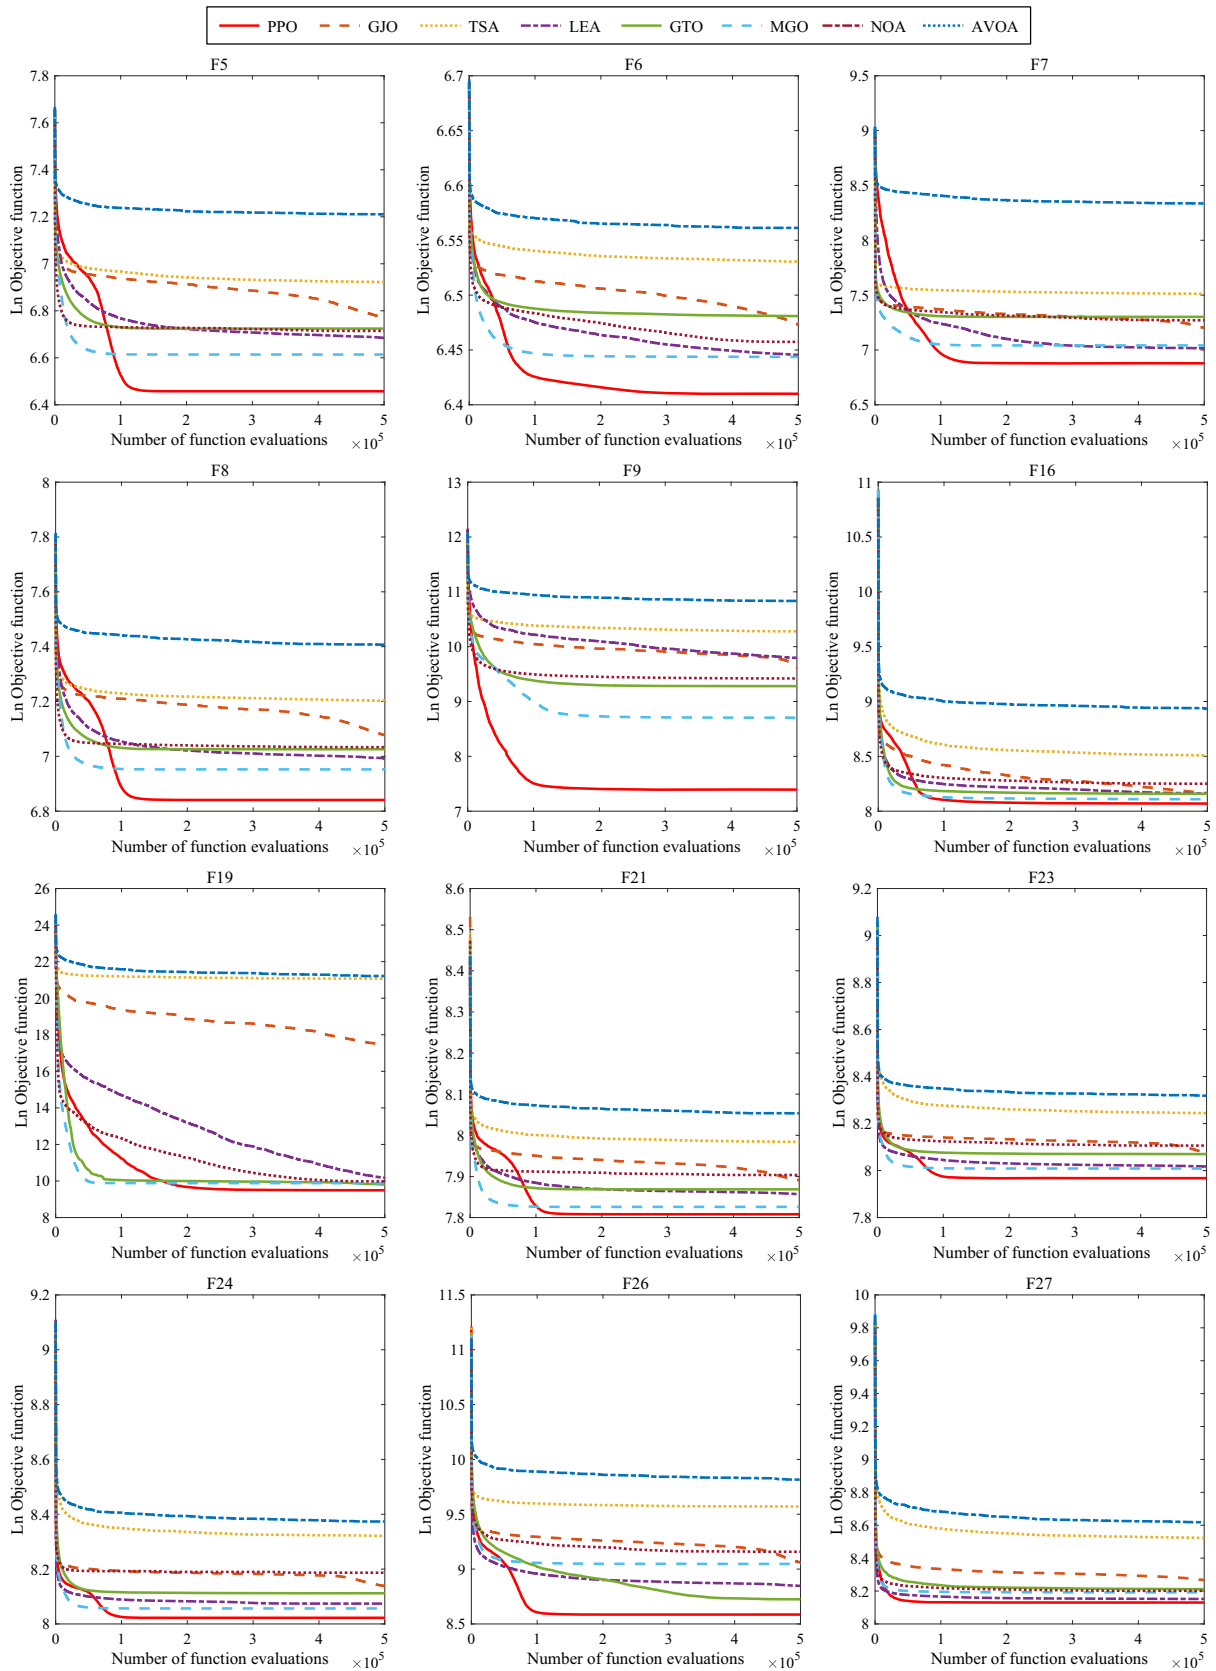 PPO GJO TSA LEA GTO MGO NOA AVOA
F5
7.8
7.6
7.4
7.2
7
6.8
6.6
6.4
Ln Objective function
0 1 2 3 4 5
Number of function evaluations ×10^5
F6
6.7
6.65
6.6
6.55
6.5
6.45
6.4
Ln Objective function
0 1 2 3 4 5
Number of function evaluations ×10^5
F7
9.5
9
8.5
8
7.5
7
6.5
Ln Objective function
0 1 2 3 4 5
Number of function evaluations ×10^5
F8
8
7.8
7.6
7.4
7.2
7
6.8
Ln Objective function
0 1 2 3 4 5
Number of function evaluations ×10^5
F9
13
12
11
10
9
8
7
Ln Objective function
0 1 2 3 4 5
Number of function evaluations ×10^5
F16
11
10.5
10
9.5
9
8.5
8
Ln Objective function
0 1 2 3 4 5
Number of function evaluations ×10^5
F19
26
24
22
20
18
16
14
12
10
8
Ln Objective function
0 1 2 3 4 5
Number of function evaluations ×10^5
F21
8.6
8.5
8.4
8.3
8.2
8.1
8
7.9
7.8
Ln Objective function
0 1 2 3 4 5
Number of function evaluations ×10^5
F23
9.2
9
8.8
8.6
8.4
8.2
8
7.8
Ln Objective function
0 1 2 3 4 5
Number of function evaluations ×10^5
F24
9.2
9
8.8
8.6
8.4
8.2
8
Ln Objective function
0 1 2 3 4 5
Number of function evaluations ×10^5
F26
11.5
11
10.5
10
9.5
9
8.5
Ln Objective function
0 1 2 3 4 5
Number of function evaluations ×10^5
F27
10
9.8
9.6
9.4
9.2
9
8.8
8.6
8.4
8.2
8
Ln Objective function
0 1 2 3 4 5
Number of function evaluations ×10^5